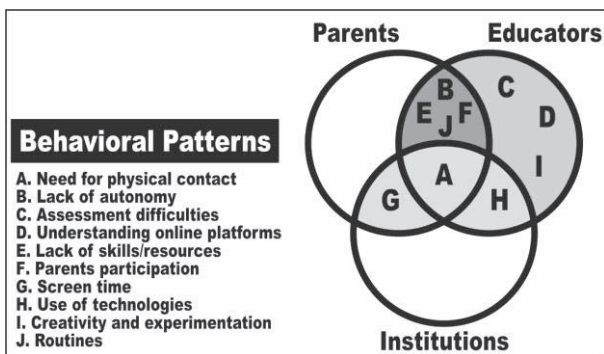 Parents
Educators
B
C
E
F
D
J
I
A
G
H
Institutions
Behavioral Patterns
A. Need for physical contact
B. Lack of autonomy
C. Assessment difficulties
D. Understanding online platforms
E. Lack of skills/resources
F. Parents participation
G. Screen time
H. Use of technologies
I. Creativity and experimentation
J. Routines